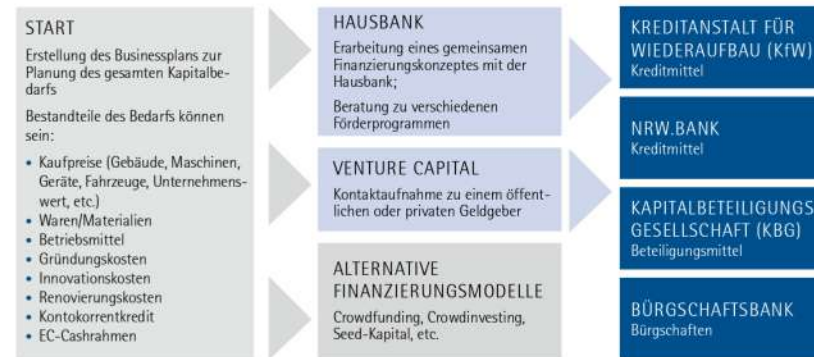 START
Erstellung des Businessplans zur
Planung des gesamten Kapitalbe-
darfs
Bestandteile des Bedarfs können
sein:
• Kaufpreise (Gebäude, Maschinen,
Geräte, Fahrzeuge, Unternehmens-
wert, etc.)
• Waren/Materialien
• Betriebsmittel
• Gründungskosten
• Innovationskosten
• Renovierungskosten
• Kontokorrentkredit
• EC-Cashrahmen
HAUSBANK
Erarbeitung eines gemeinsamen
Finanzierungskonzeptes mit der
Hausbank;
Beratung zu verschiedenen
Förderprogrammen
VENTURE CAPITAL
Kontaktaufnahme zu einem öffent-
lichen oder privaten Geldgeber
ALTERNATIVE
FINANZIERUNGSMODELLE
Crowdfunding, Crowdinvesting,
Seed-Kapital, etc.
KREDITANSTALT FÜR
WIEDERAUFBAU (KfW)
Kreditmittel
NRW.BANK
Kreditmittel
KAPITALBETEILIGUNGS
GESELLSCHAFT (KBG)
Beteiligungsmittel
BÜRGSCHAFTSBANK
Bürgschaften